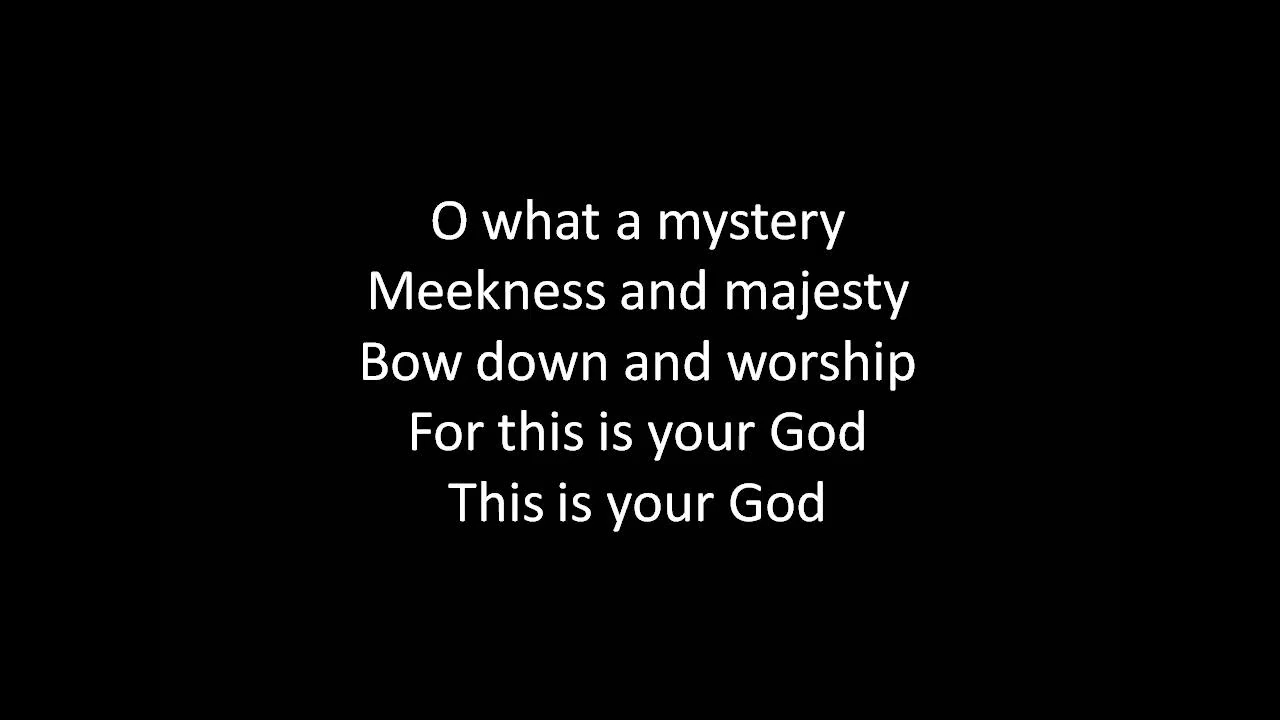 O what a mystery
Meekness and majesty
Bow down and worship
For this is your God
This is your God